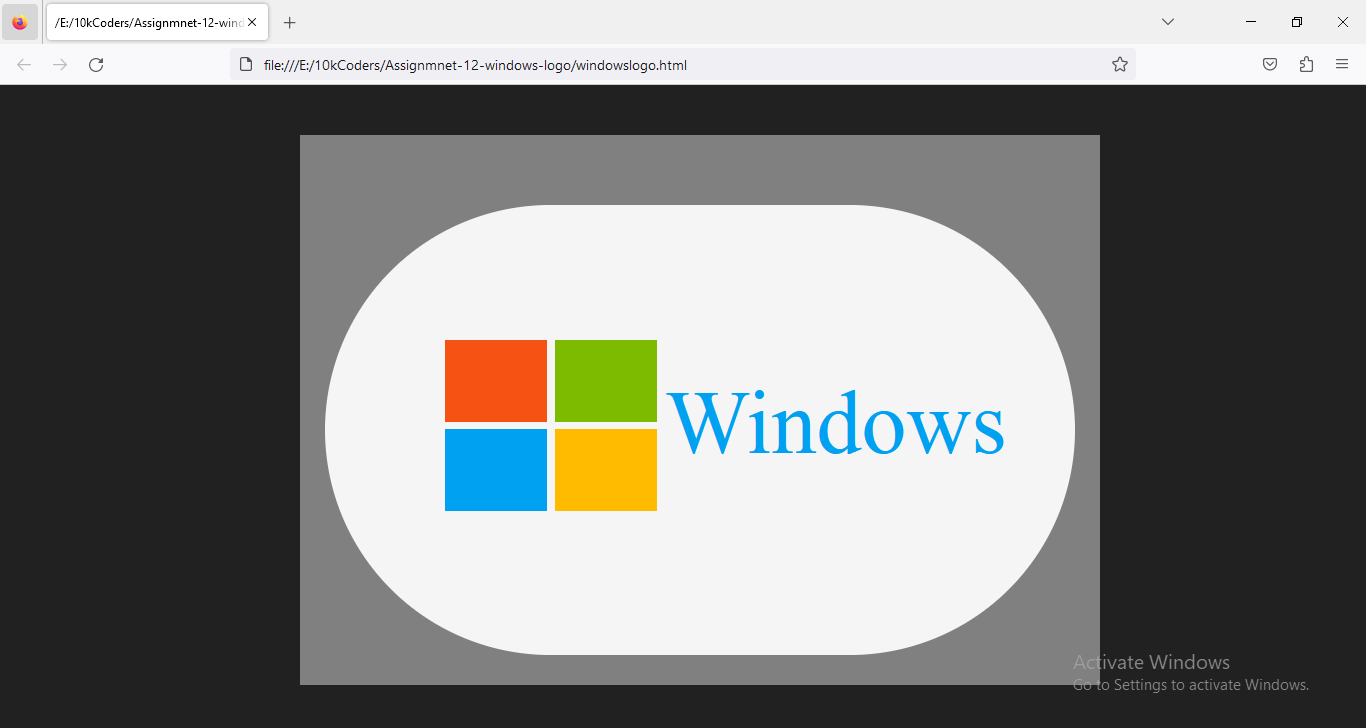 /E:/10kCoders/Assignmnet-12-wind
file:///E:/10kCoders/Assignmnet-12-windows-logo/windowslogo.html
Windows
Activate Windows
Go to Settings to activate Windows.